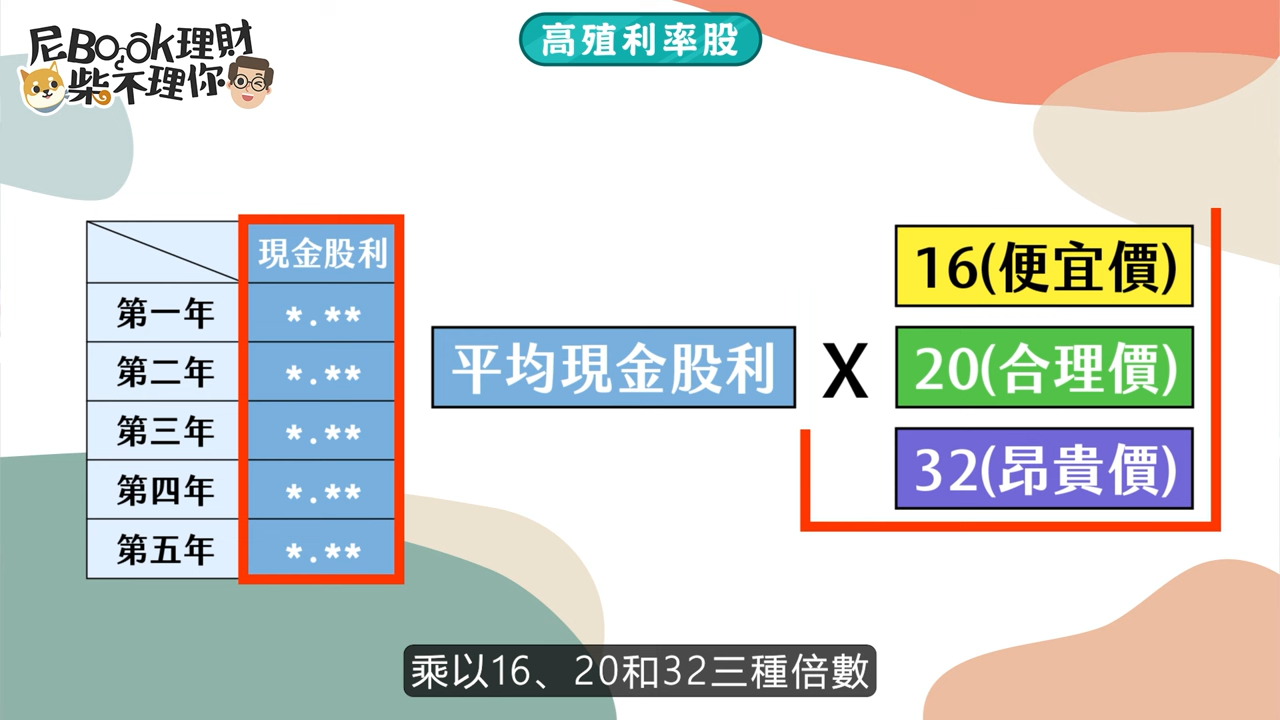 尼BOOk理財
柴不理你
高殖利率股
現金股利
第一年 *.**
第二年 *.**
第三年 *.**
第四年 *.**
第五年 *.**
平均現金股利 X
16(便宜價)
20(合理價)
32(昂貴價)
乘以16、20和32三種倍數